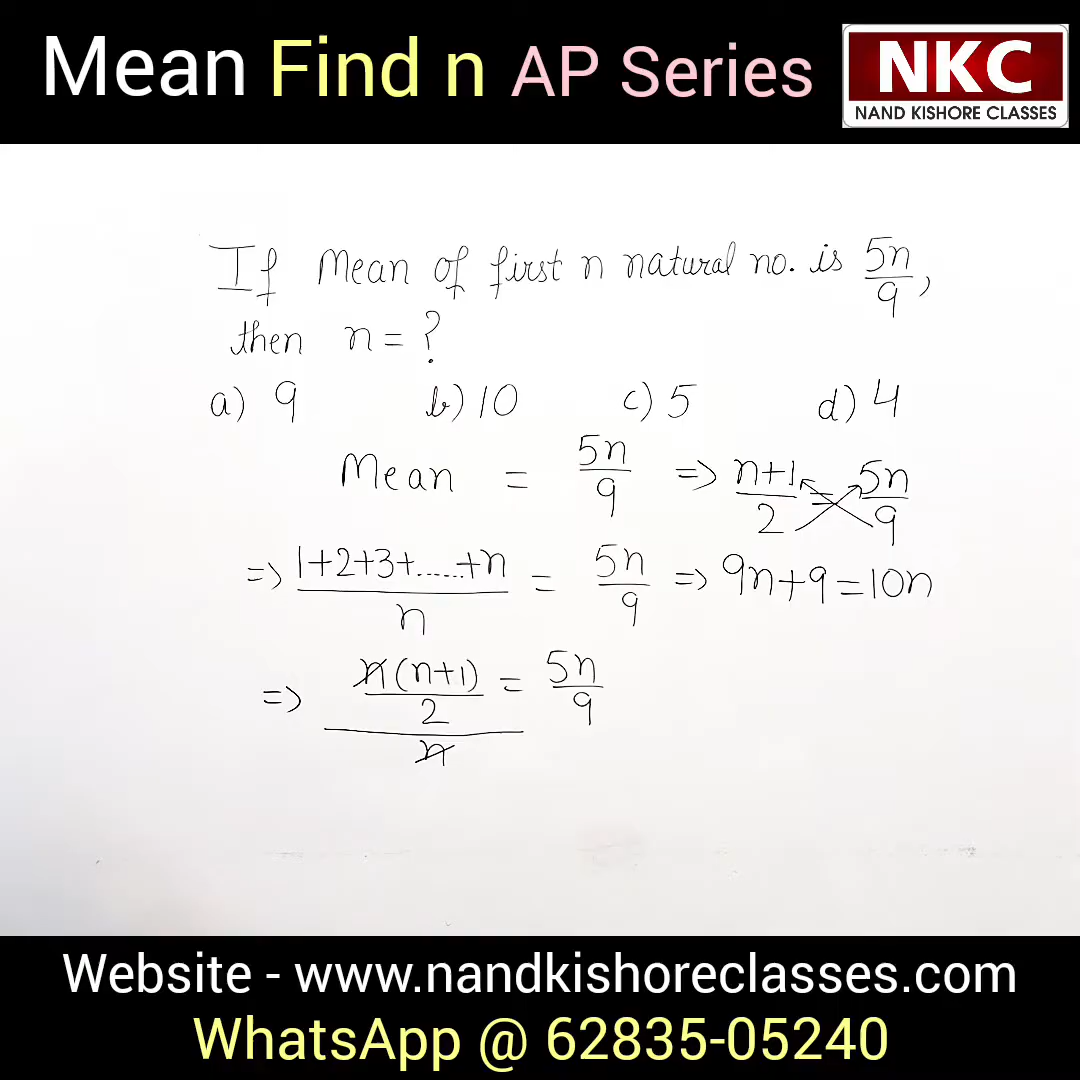 Mean Find n AP Series
NKC
NAND KISHORE CLASSES
If Mean of first n natural no. is 5n/9,
then n = ?
a) 9 b) 10 c) 5 d) 4
Mean = 5n/9 => n+1/2 = 5n/9
=> 1+2+3+......+n/n = 5n/9 => 9n+9=10n
=> n(n+1)/2/n = 5n/9
Website - www.nandkishoreclasses.com
WhatsApp @ 62835-05240